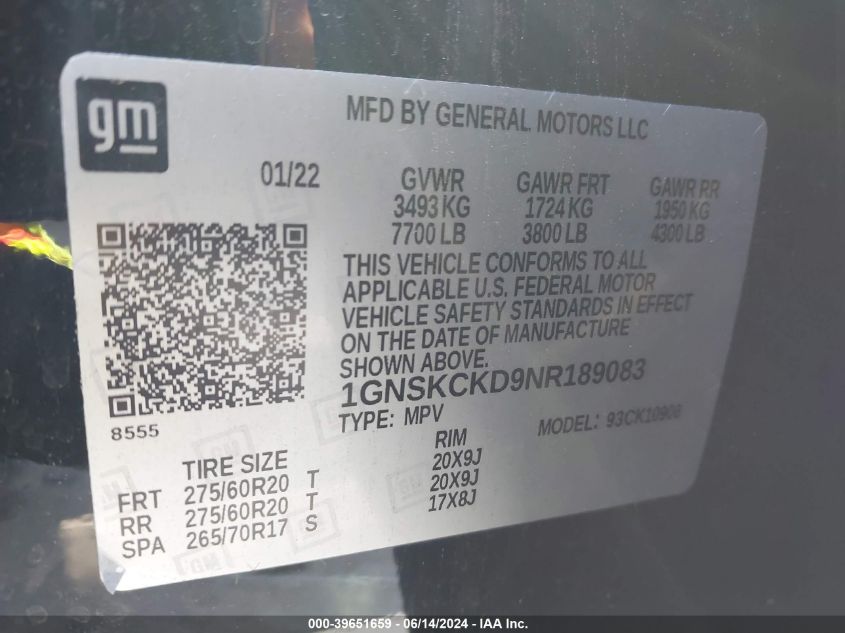 gm
MFD BY GENERAL MOTORS LLC
01/22
GVWR GAWR FRT GAWR RR
3493 KG 1724 KG 1950 KG
7700 LB 3800 LB 4300 LB
THIS VEHICLE CONFORMS TO ALL
APPLICABLE U.S. FEDERAL MOTOR
VEHICLE SAFETY STANDARDS IN EFFECT
ON THE DATE OF MANUFACTURE
SHOWN ABOVE.
1GNSKCKD9NR189083
TYPE: MPV MODEL: 93CK10906
8555
TIRE SIZE RIM
FRT 275/60R20 T 20X9J
RR 275/60R20 T 20X9J
SPA 265/70R17 S 17X8J
000-39651659 - 06/14/2024 - IAA Inc.